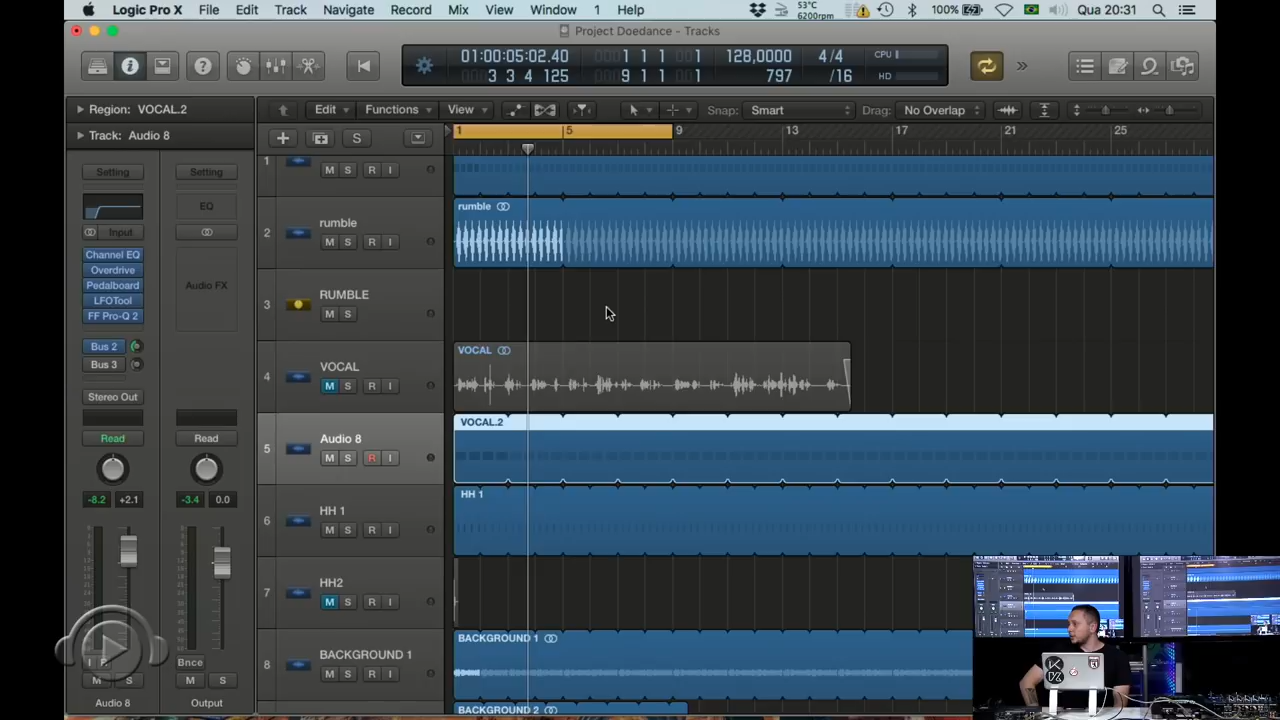 Logic Pro X File Edit Track Navigate Record Mix View Window 1 Help 53°C 6200rpm 100% Qua 20:31
Project Doedance - Tracks
01:00:05:02.40 1 1 1 1 128,0000 4/4 CPU
3 3 4 125 9 1 1 1 797 /16 HD
Region: VOCAL.2 Edit Functions View Snap: Smart Drag: No Overlap
Track: Audio 8
S 1 5 9 13 17 21 25
Setting Setting
1 M S R I
EQ
Input
Channel EQ
Overdrive
Pedalboard
LFOTool
FF Pro-Q 2
Audio FX
Bus 2
Bus 3
Stereo Out
Read Read
-8.2 +2.1 -3.4 0.0
I R Bnce
M S M S
Audio 8 Output
rumble
2 rumble
M S R I
3 RUMBLE
M S
VOCAL
4 VOCAL
M S R I
VOCAL.2
5 Audio 8
M S R I
HH 1
6 HH 1
M S R I
7 HH2
M S R I
BACKGROUND 1
8 BACKGROUND 1
M S R I
BACKGROUND 2